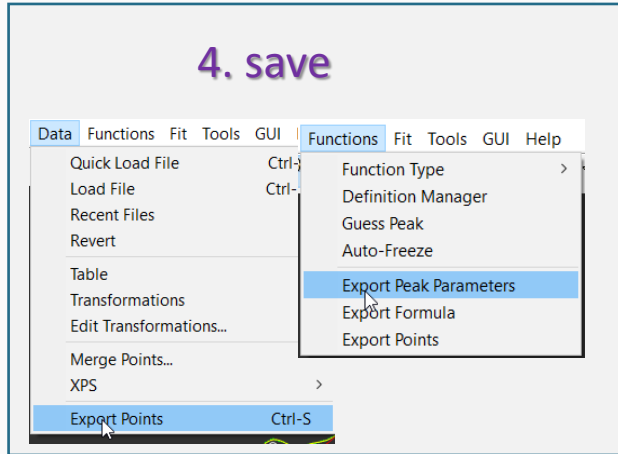 4. save
Data Functions Fit Tools GUI
Quick Load File Ctrl-
Load File Ctrl-
Recent Files
Revert
Table
Transformations
Edit Transformations...
Merge Points...
XPS >
Export Points Ctrl-S
Functions Fit Tools GUI Help
Function Type >
Definition Manager
Guess Peak
Auto-Freeze
Export Peak Parameters
Export Formula
Export Points